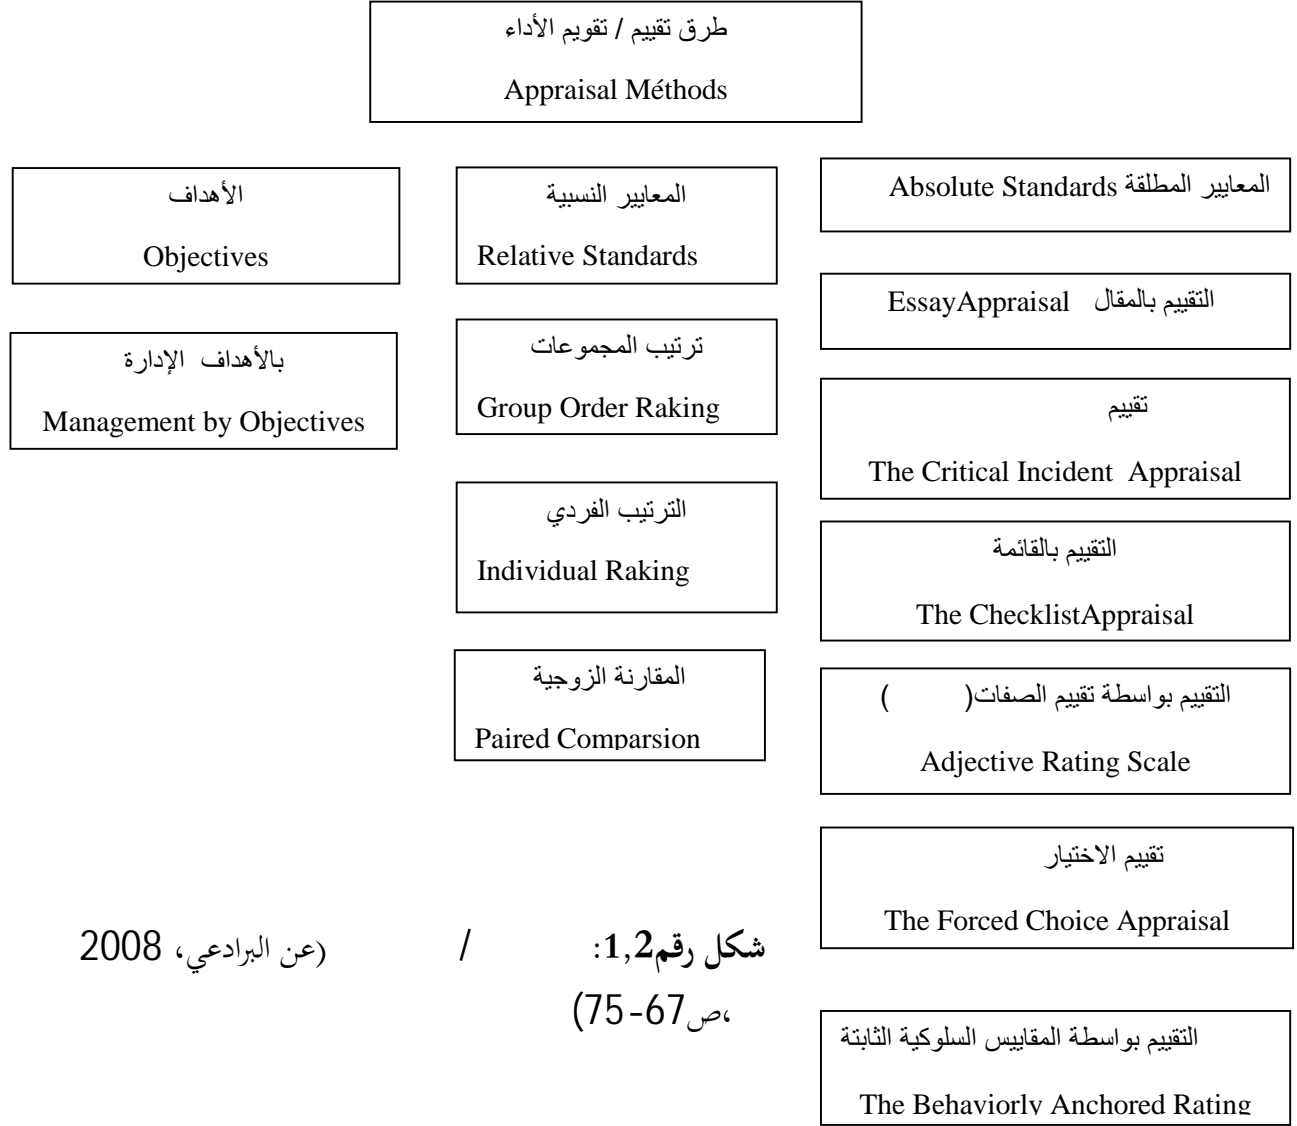 طرق تقييم / تقويم الأداء
Appraisal Méthods
المعايير المطلقة Absolute Standards
التقييم بالمقال EssayAppraisal
تقييم
The Critical Incident Appraisal
التقييم بالقائمة
The ChecklistAppraisal
التقييم بواسطة تقييم الصفات( )
Adjective Rating Scale
تقييم الاختيار
The Forced Choice Appraisal
التقييم بواسطة المقاييس السلوكية الثابتة
The Behaviorly Anchored Rating
المعايير النسبية
Relative Standards
ترتيب المجموعات
Group Order Raking
الترتيب الفردي
Individual Raking
المقارنة الزوجية
Paired Comparsion
الأهداف
Objectives
بالأهداف الإدارة
Management by Objectives
شكل رقم1,2: / (عن البرادعي، 2008
،ص67-75)